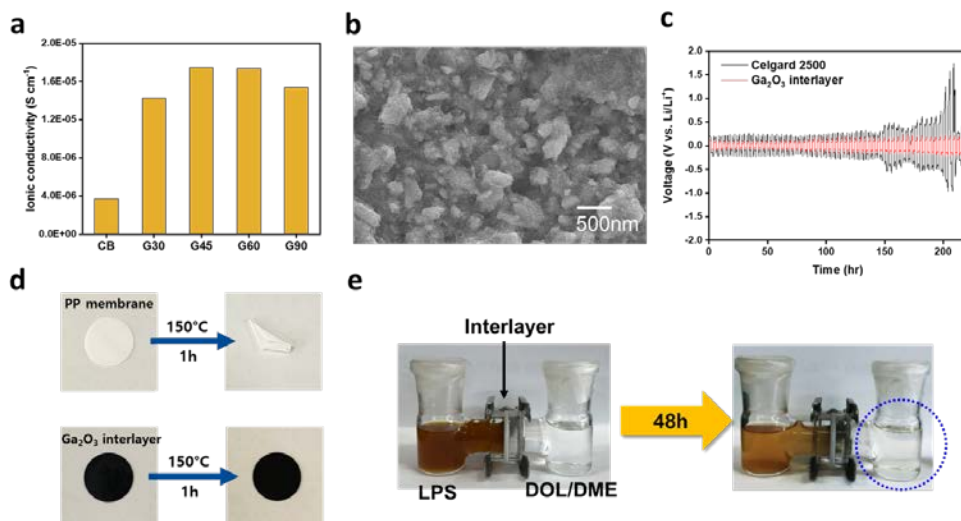 a
Ionic conductivity (S cm⁻¹)
2.0E-05
1.6E-05
1.2E-05
8.0E-06
4.0E-06
0.0E+00
CB G30 G45 G60 G90
b
500nm
c
Celgard 2500
Ga₂O₃ interlayer
Voltage (V vs. Li/Li⁺)
2.0
1.5
1.0
0.5
0.0
-0.5
-1.0
-1.5
-2.0
0 50 100 150 200
Time (hr)
d
PP membrane
150°C
1h
Ga₂O₃ interlayer
150°C
1h
e
Interlayer
48h
LPS
DOL/DME